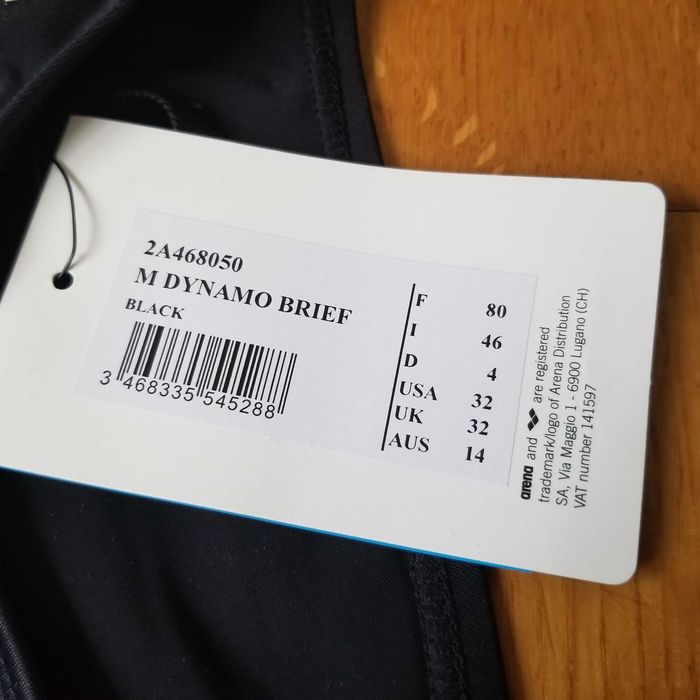 2A468050
M DYNAMO BRIEF
BLACK
3 468335 545288
F 80
I 46
D 4
USA 32
UK 32
AUS 14
arena and are registered
trademark/logo of Arena Distribution
SA, Via Maggio 1 - 6900 Lugano (CH)
VAT number 141597